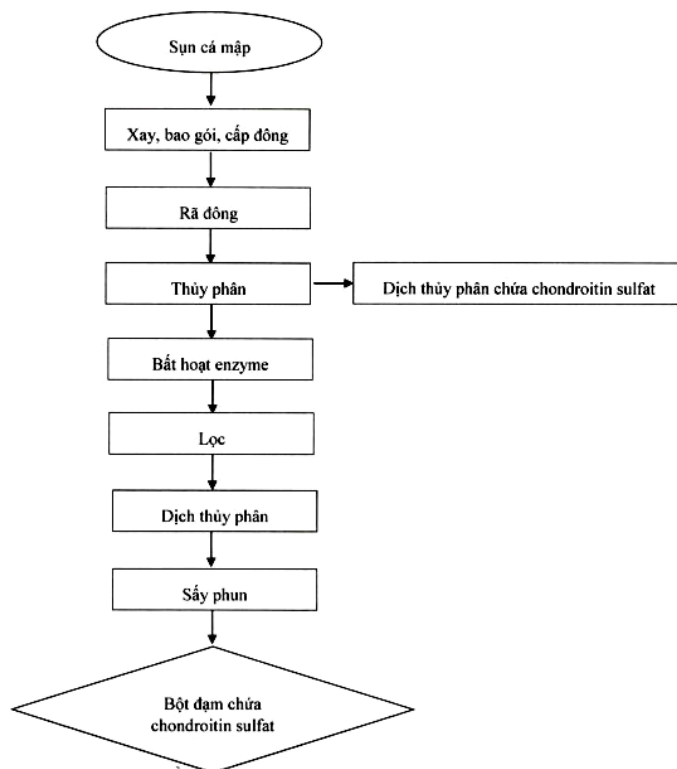 Sụn cá mập
Xay, bao gói, cấp đông
Rã đông
Thủy phân
Dịch thủy phân chứa chondroitin sulfat
Bất hoạt enzyme
Lọc
Dịch thủy phân
Sấy phun
Bột đạm chứa
chondroitin sulfat